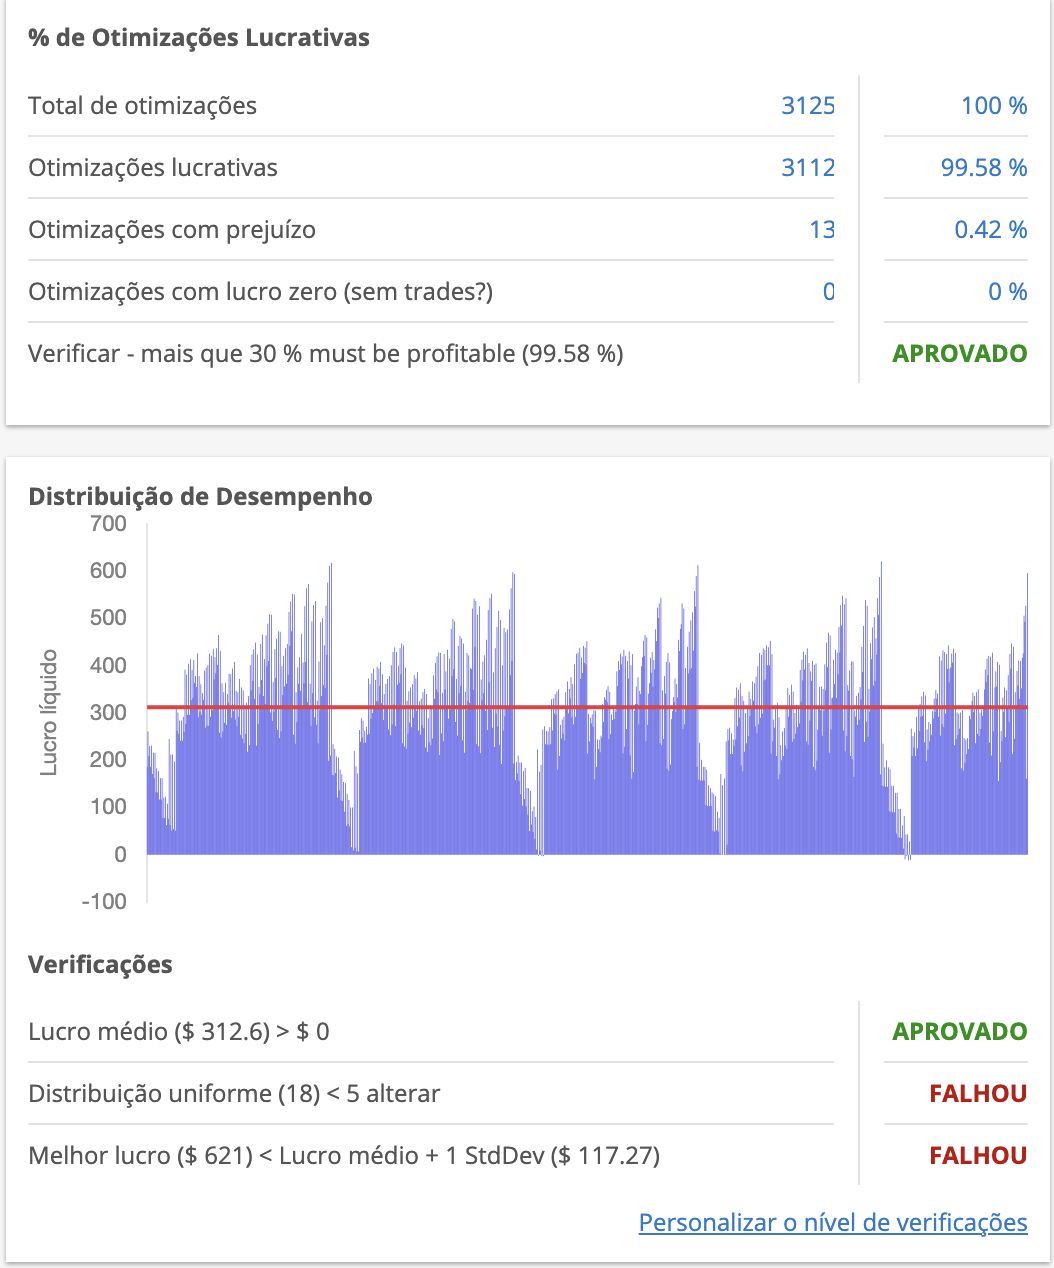 % de Otimizações Lucrativas
Total de otimizações 3125 100 %
Otimizações lucrativas 3112 99.58 %
Otimizações com prejuízo 13 0.42 %
Otimizações com lucro zero (sem trades?) 0 0 %
Verificar - mais que 30 % must be profitable (99.58 %) APROVADO
Distribuição de Desempenho
700
600
500
400
300
200
100
0
-100
Lucro líquido
Verificações
Lucro médio ($ 312.6) > $ 0 APROVADO
Distribuição uniforme (18) < 5 alterar FALHOU
Melhor lucro ($ 621) < Lucro médio + 1 StdDev ($ 117.27) FALHOU
Personalizar o nível de verificações